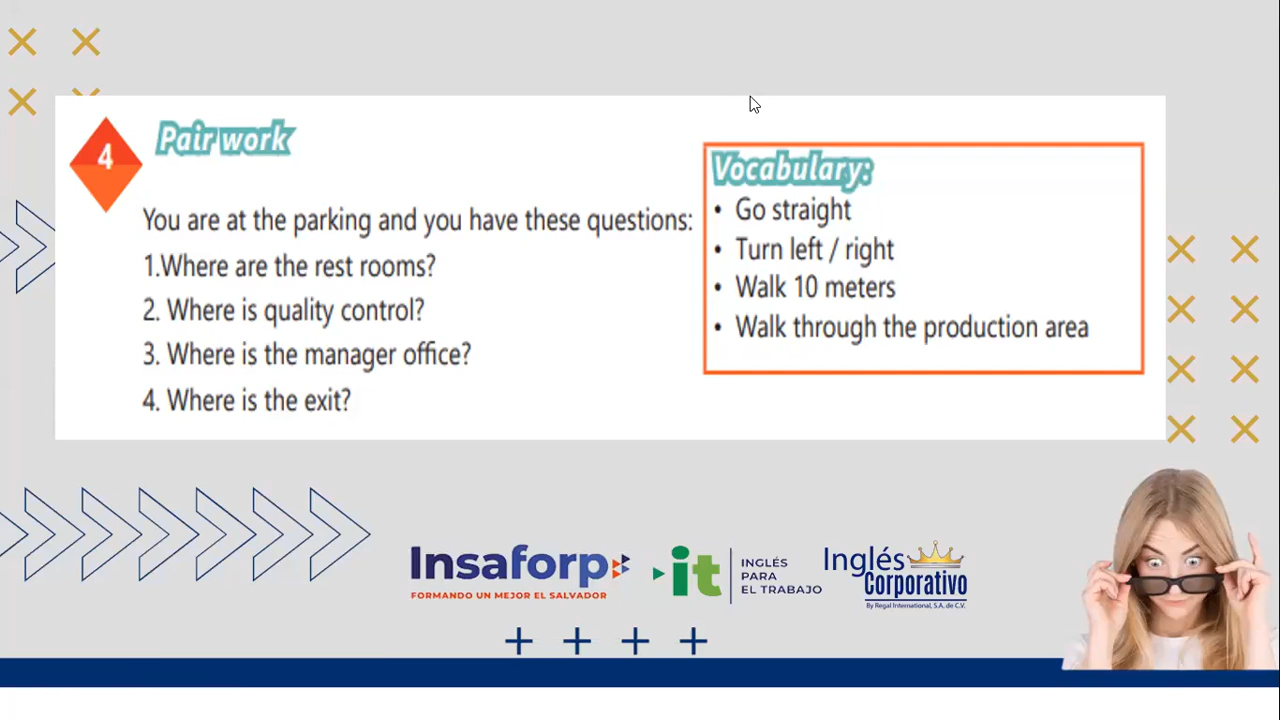 4
Pair work
You are at the parking and you have these questions:
1.Where are the rest rooms?
2. Where is quality control?
3. Where is the manager office?
4. Where is the exit?
Vocabulary:
• Go straight
• Turn left / right
• Walk 10 meters
• Walk through the production area
Insaforp
FORMANDO UN MEJOR EL SALVADOR
it
INGLÉS
PARA
EL TRABAJO
Inglés
Corporativo
By Regal International, S.A. de C.V.